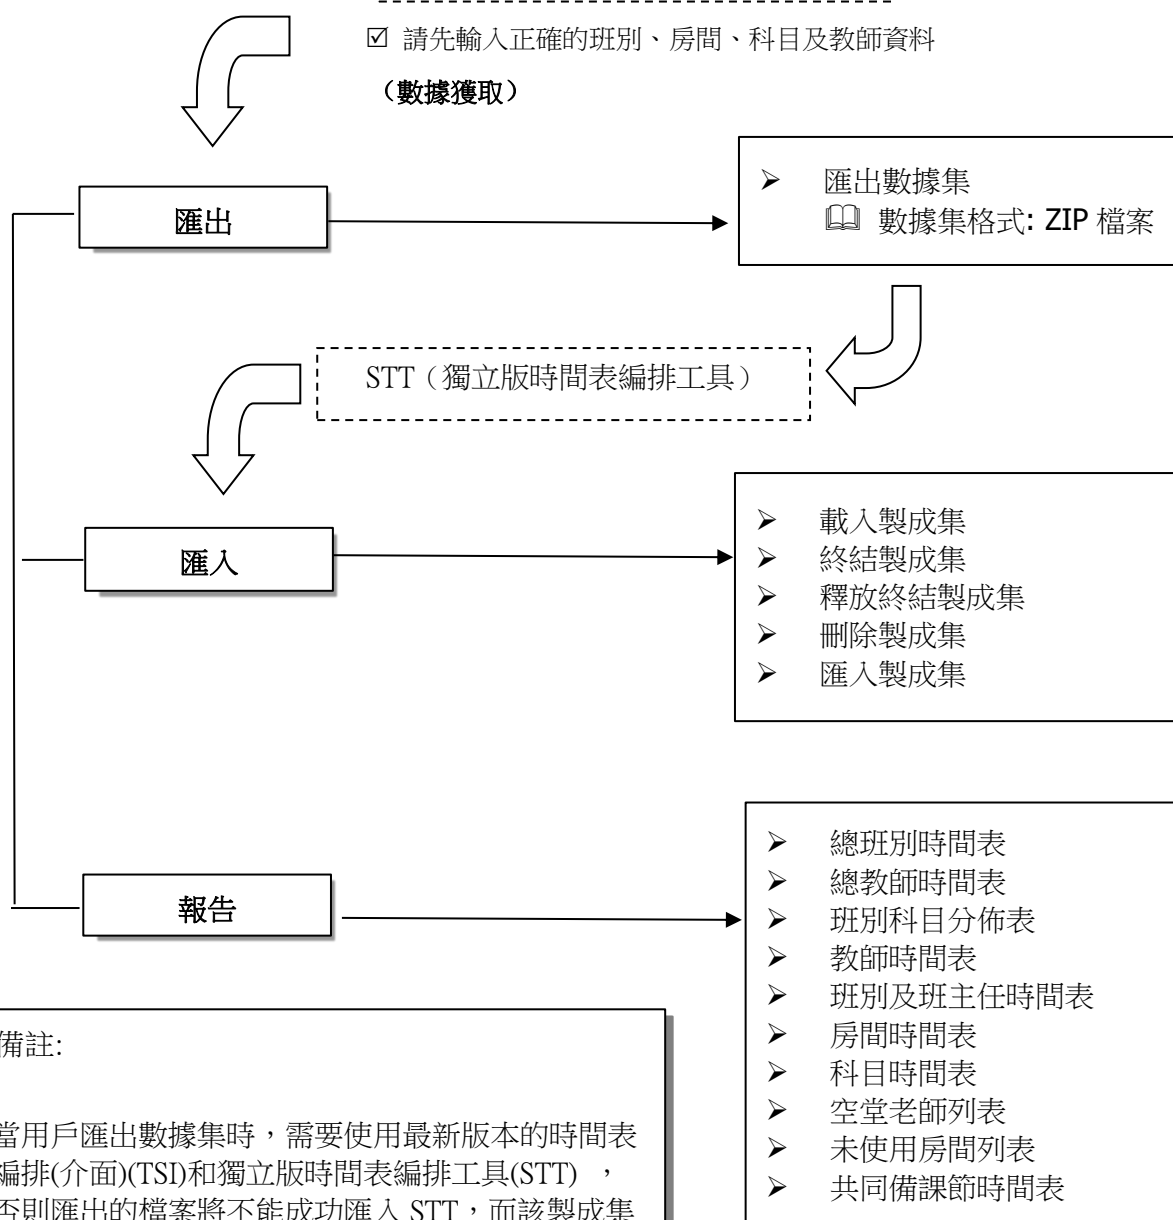 請先輸入正確的班別、房間、科目及教師資料
（數據獲取）
匯出
匯出數據集
數據集格式: ZIP 檔案
STT（獨立版時間表編排工具）
匯入
載入製成集
終結製成集
釋放終結製成集
刪除製成集
匯入製成集
報告
總班別時間表
總教師時間表
班別科目分佈表
教師時間表
班別及班主任時間表
房間時間表
科目時間表
空堂老師列表
未使用房間列表
共同備課節時間表
備註:
當用戶匯出數據集時，需要使用最新版本的時間表
編排(介面)(TSI)和獨立版時間表編排工具(STT) ，
否則匯出的檔案將不能成功匯入 STT，而該製成集